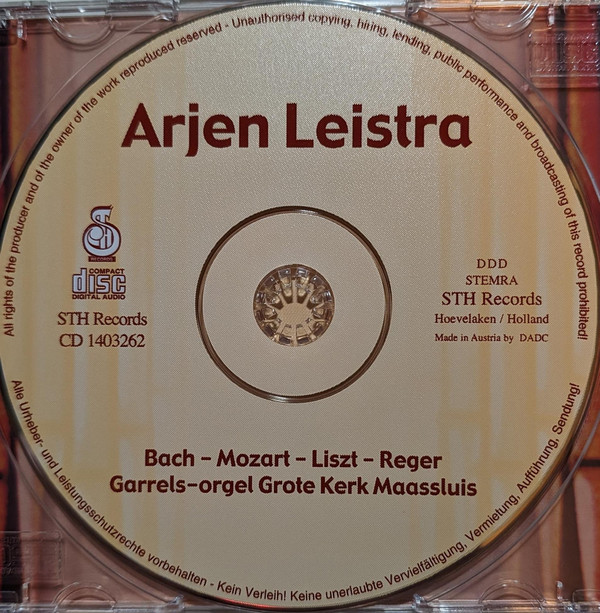 All rights of the producer and of the owner of the work reproduced reserved - Unauthorised copying, hiring, lending, public performance and broadcasting of this record prohibited!
Arjen Leistra
COMPACT
disc
DIGITAL AUDIO
STH Records
CD 1403262
DDD
STEMRA
STH Records
Hoevelaken / Holland
Made in Austria by DADC
Bach - Mozart - Liszt - Reger
Garrels-orgel Grote Kerk Maassluis
Alle Urheber- und Leistungsschutzrechte vorbehalten - Kein Verleih! Keine unerlaubte Vervielfältigung, Vermietung, Aufführung, Sendung!